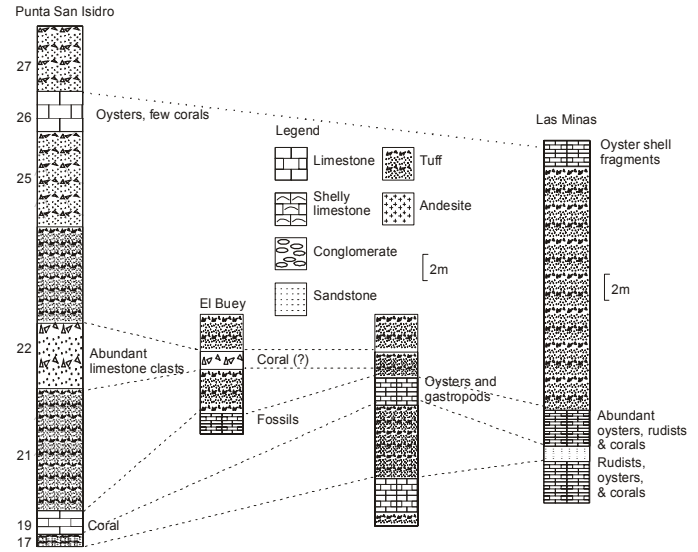 Punta San Isidro
27
26
Oysters, few corals
25
22
Abundant
limestone clasts
21
19
Coral
17
Legend
Limestone
Tuff
Shelly
limestone
Andesite
Conglomerate
2m
Sandstone
El Buey
Coral (?)
Fossils
Oysters and
gastropods
Las Minas
Oyster shell
fragments
2m
Abundant
oysters, rudists
& corals
Rudists,
oysters,
& corals